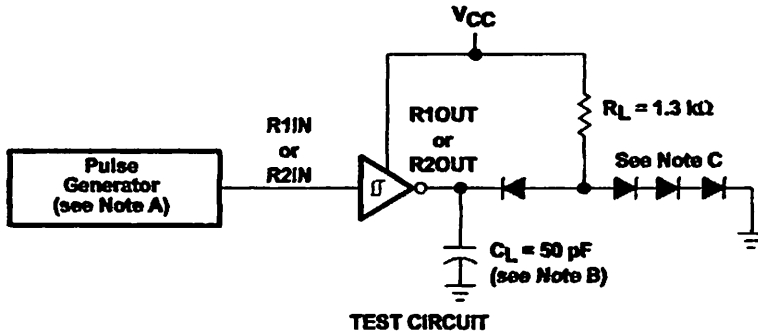 VCC
RL = 1.3 kΩ
R1IN
or
R2IN
R1OUT
or
R2OUT
Pulse
Generator
(see Note A)
See Note C
CL = 50 pF
(see Note B)
TEST CIRCUIT